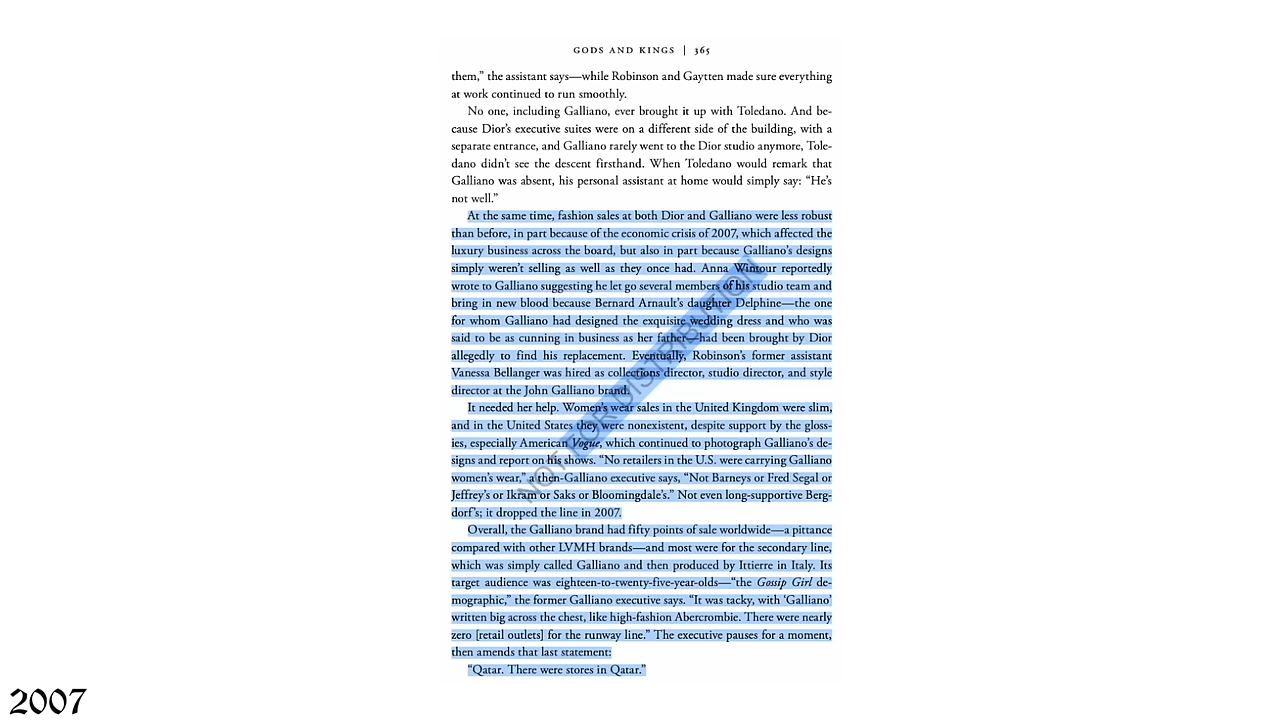 GODS AND KINGS | 365
them,” the assistant says—while Robinson and Gaytten made sure everything
at work continued to run smoothly.
No one, including Galliano, ever brought it up with Toledano. And be-
cause Dior’s executive suites were on a different side of the building, with a
separate entrance, and Galliano rarely went to the Dior studio anymore, Tole-
dano didn’t see the descent firsthand. When Toledano would remark that
Galliano was absent, his personal assistant at home would simply say: “He’s
not well.”
At the same time, fashion sales at both Dior and Galliano were less robust
than before, in part because of the economic crisis of 2007, which affected the
luxury business across the board, but also in part because Galliano’s designs
simply weren’t selling as well as they once had. Anna Wintour reportedly
wrote to Galliano suggesting he let go several members of his studio team and
bring in new blood because Bernard Arnault’s daughter Delphine—the one
for whom Galliano had designed the exquisite wedding dress and who was
said to be as cunning in business as her father—had been brought by Dior
allegedly to find his replacement. Eventually, Robinson’s former assistant
Vanessa Bellanger was hired as collections director, studio director, and style
director at the John Galliano brand.
It needed her help. Women’s wear sales in the United Kingdom were slim,
and in the United States they were nonexistent, despite support by the gloss-
ies, especially American Vogue, which continued to photograph Galliano’s de-
signs and report on his shows. “No retailers in the U.S. were carrying Galliano
women’s wear,” a then-Galliano executive says, “Not Barneys or Fred Segal or
Jeffrey’s or Ikram or Saks or Bloomingdale’s.” Not even long-supportive Berg-
dorf’s; it dropped the line in 2007.
Overall, the Galliano brand had fifty points of sale worldwide—a pittance
compared with other LVMH brands—and most were for the secondary line,
which was simply called Galliano and then produced by Ittierre in Italy. Its
target audience was eighteen-to-twenty-five-year-olds—“the Gossip Girl de-
mographic,” the former Galliano executive says. “It was tacky, with ‘Galliano’
written big across the chest, like high-fashion Abercrombie. There were nearly
zero [retail outlets] for the runway line.” The executive pauses for a moment,
then amends that last statement:
“Qatar. There were stores in Qatar.”
NOT FOR DISTRIBUTION
2007